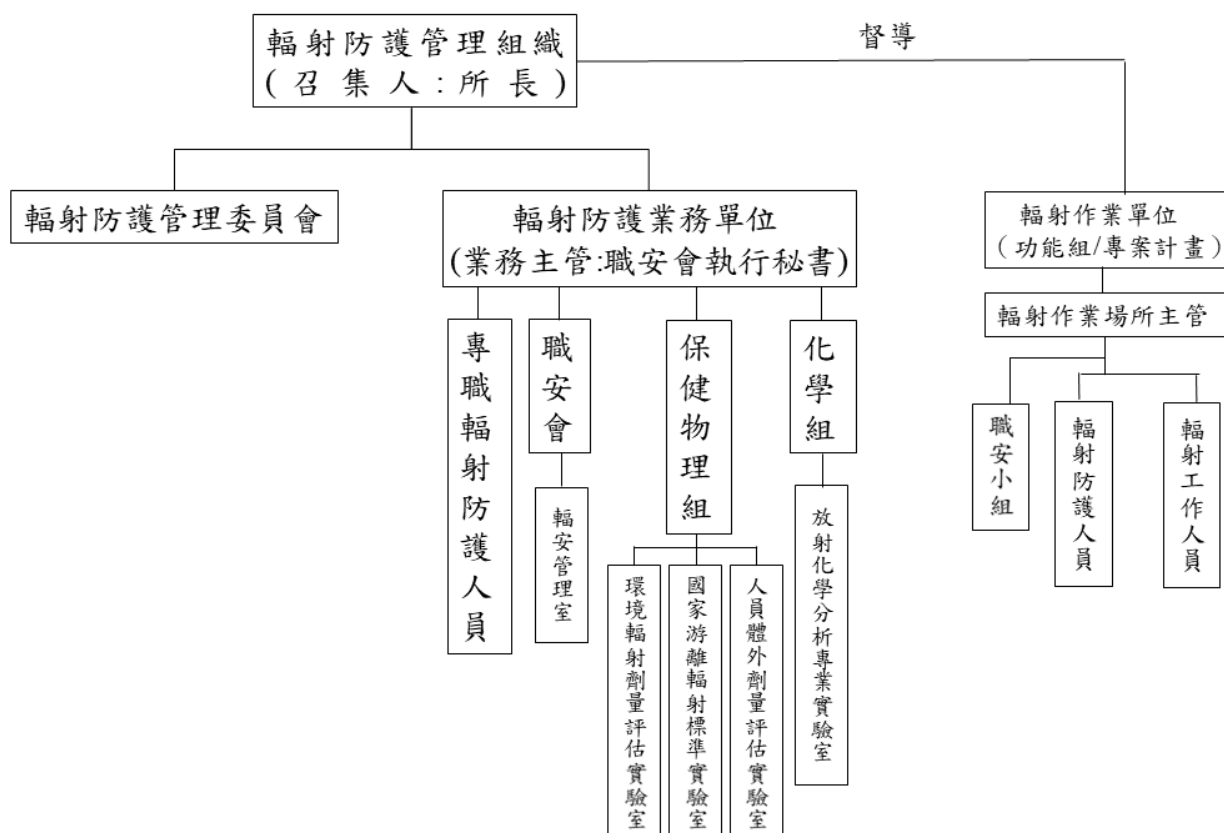 輻射防護管理組織
(召集人:所長)
督導
輻射防護管理委員會
輻射防護業務單位
(業務主管:職安會執行秘書)
輻射作業單位
(功能組/專案計畫)
輻射作業場所主管
專職輻射防護人員
職安會
保健物理組
化學組
職安小組
輻射防護人員
輻射工作人員
輻安管理室
環境輻射劑量評估實驗室
國家游離輻射標準實驗室
人員體外劑量評估實驗室
放射化學分析專業實驗室